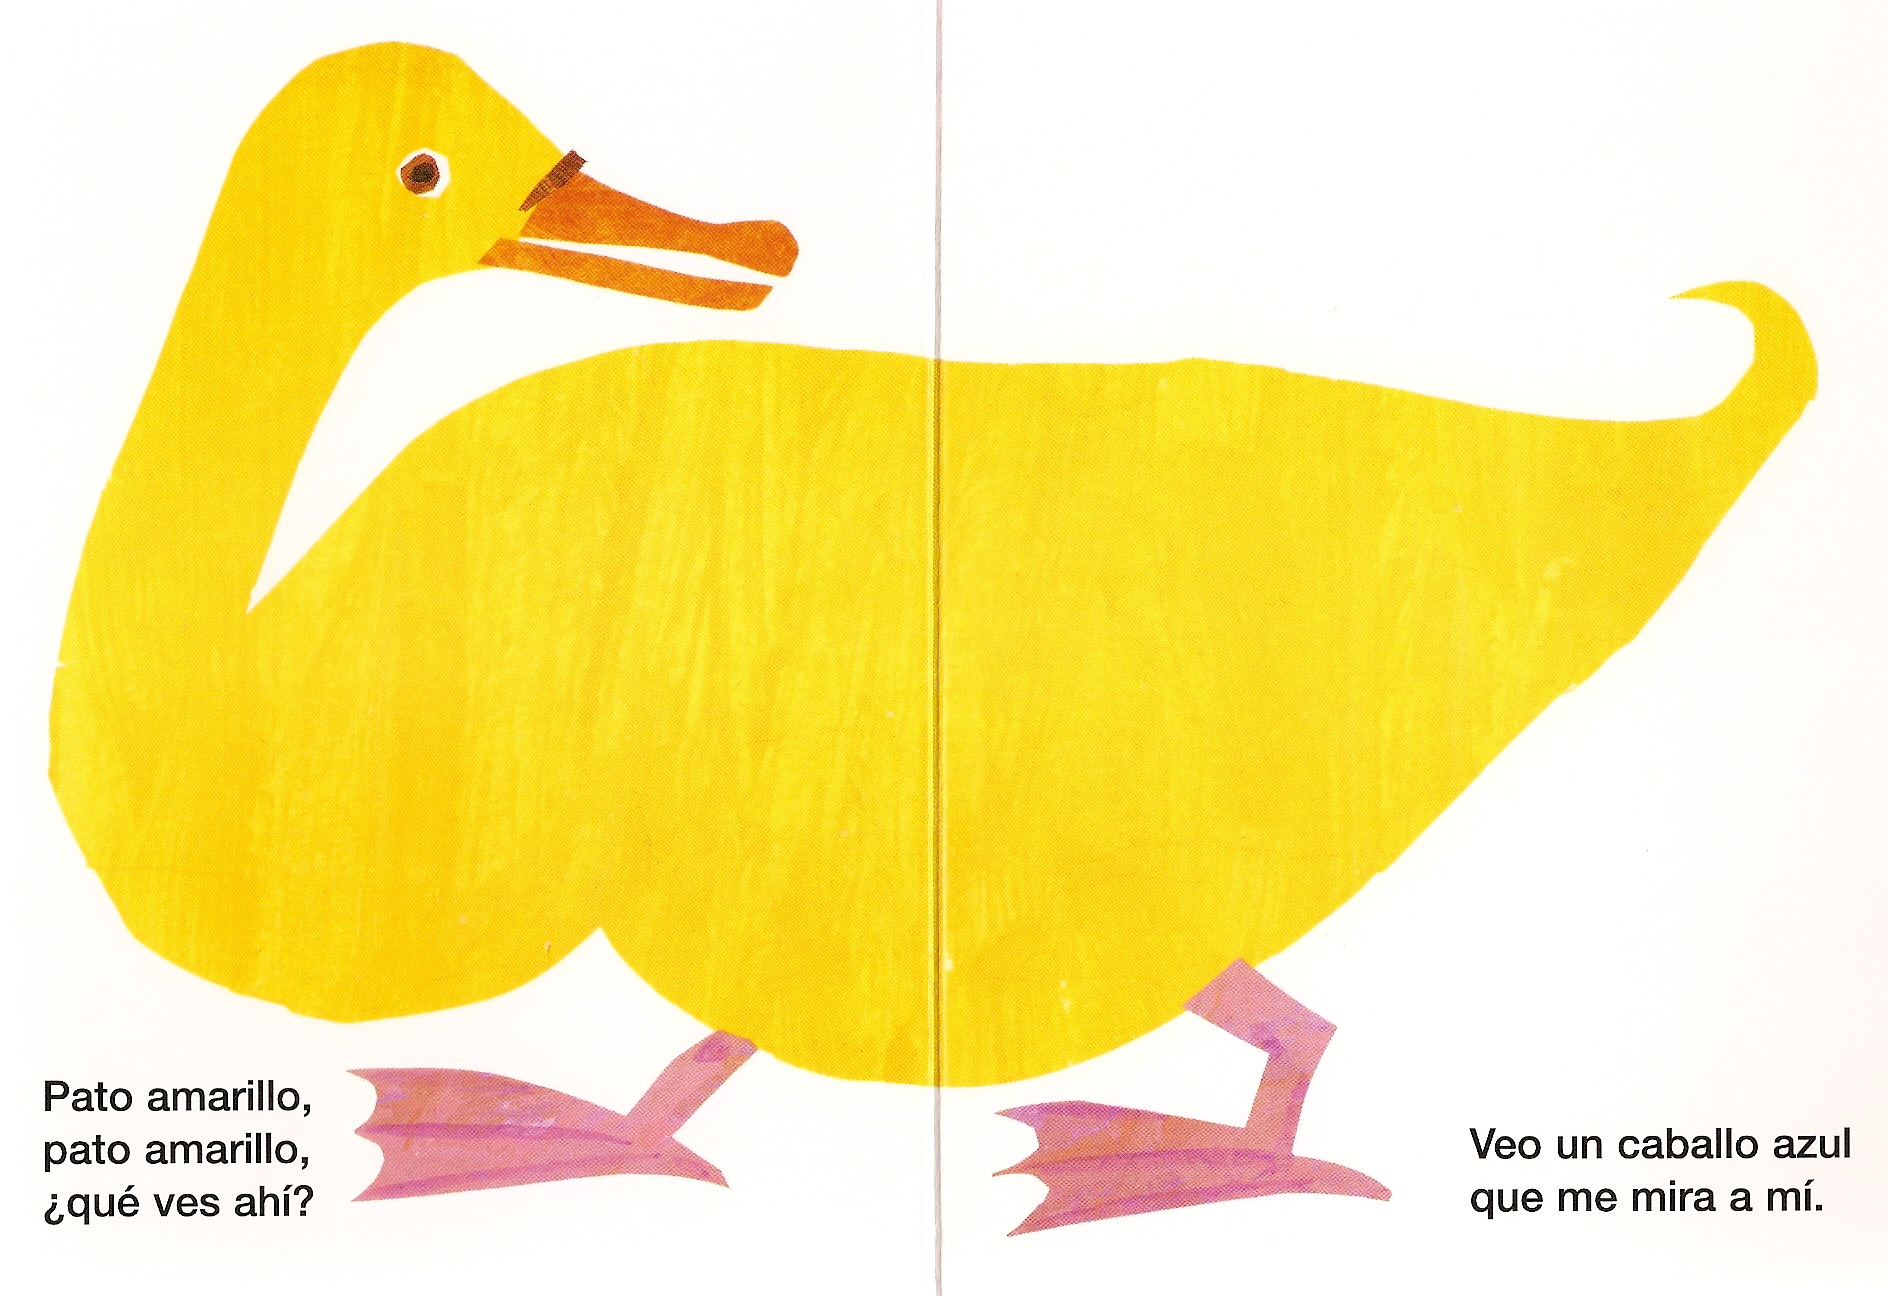 Pato amarillo,
pato amarillo,
¿qué ves ahí?
Veo un caballo azul
que me mira a mí.